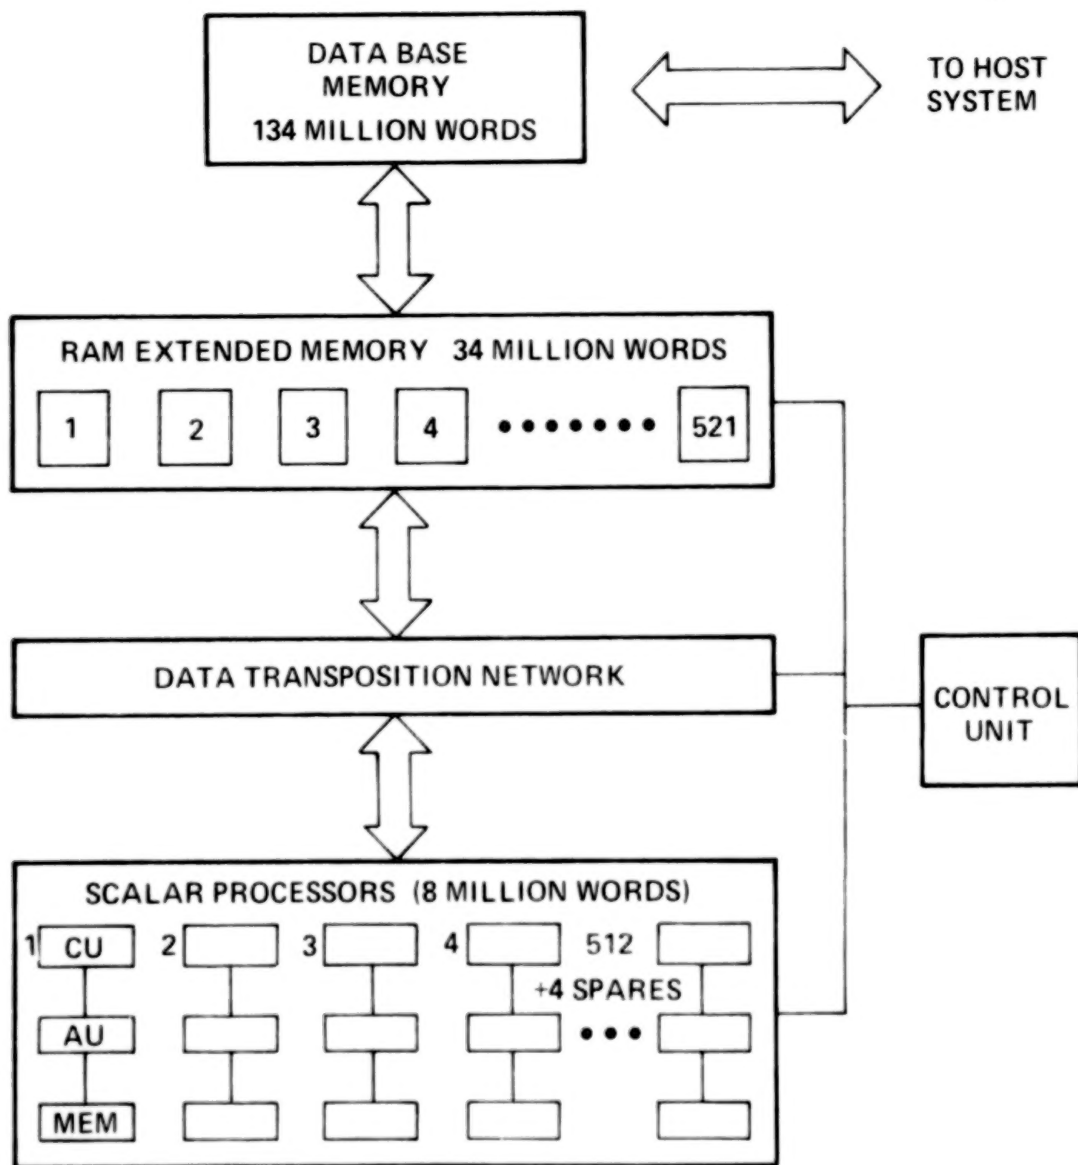 DATA BASE
MEMORY
134 MILLION WORDS
TO HOST
SYSTEM
RAM EXTENDED MEMORY 34 MILLION WORDS
1 2 3 4 ••••••• 521
DATA TRANSPOSITION NETWORK
CONTROL
UNIT
SCALAR PROCESSORS (8 MILLION WORDS)
1 CU 2 3 4 512
+4 SPARES
AU •••
MEM